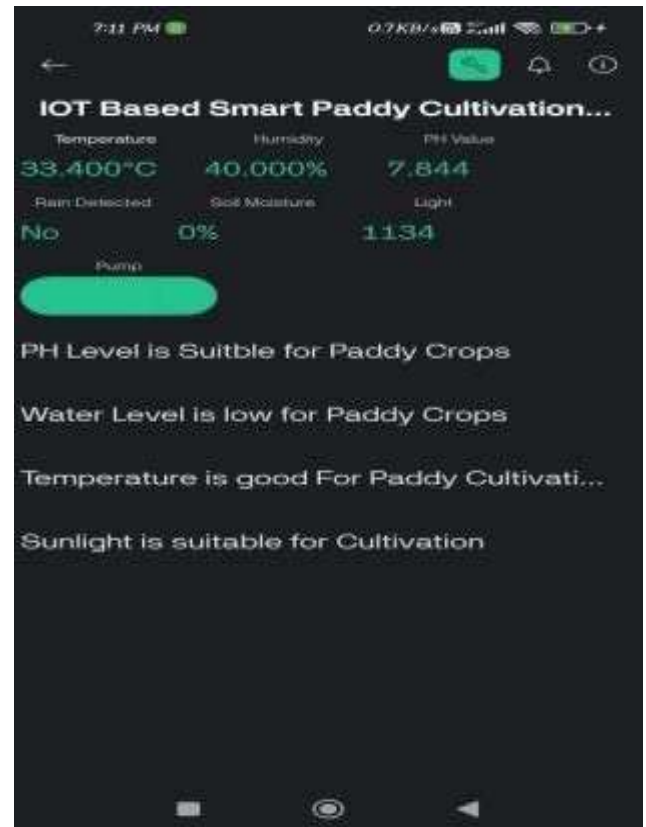 7:11 PM
0.7KB/s
IOT Based Smart Paddy Cultivation...
Temperature Humidity PH Value
33.400°C 40.000% 7.844
Rain Detected Soil Moisture Light
No 0% 1134
Pump
PH Level is Suitble for Paddy Crops
Water Level is low for Paddy Crops
Temperature is good For Paddy Cultivati...
Sunlight is suitable for Cultivation